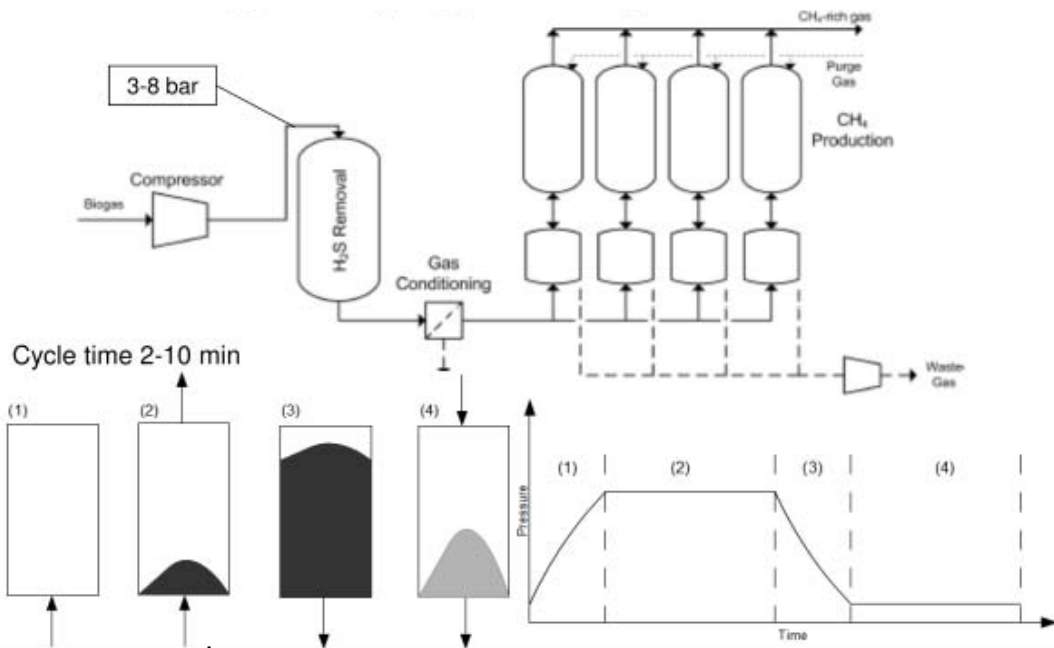 CH₄-rich gas
3-8 bar
Purge
Gas
CH₄
Production
Compressor
Biogas
H₂S Removal
Gas
Conditioning
Cycle time 2-10 min
Waste-
Gas
(1)
(2)
(3)
(4)
(1)
(2)
(3)
(4)
Pressure
Time